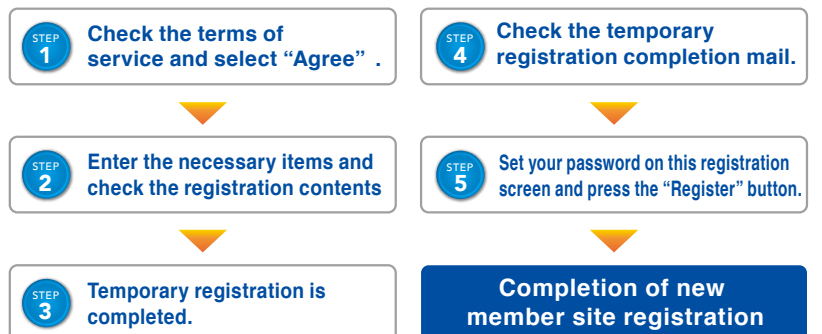 STEP
1
Check the terms of
service and select “Agree” .
STEP
2
Enter the necessary items and
check the registration contents
STEP
3
Temporary registration is
completed.
STEP
4
Check the temporary
registration completion mail.
STEP
5
Set your password on this registration
screen and press the “Register” button.
Completion of new
member site registration